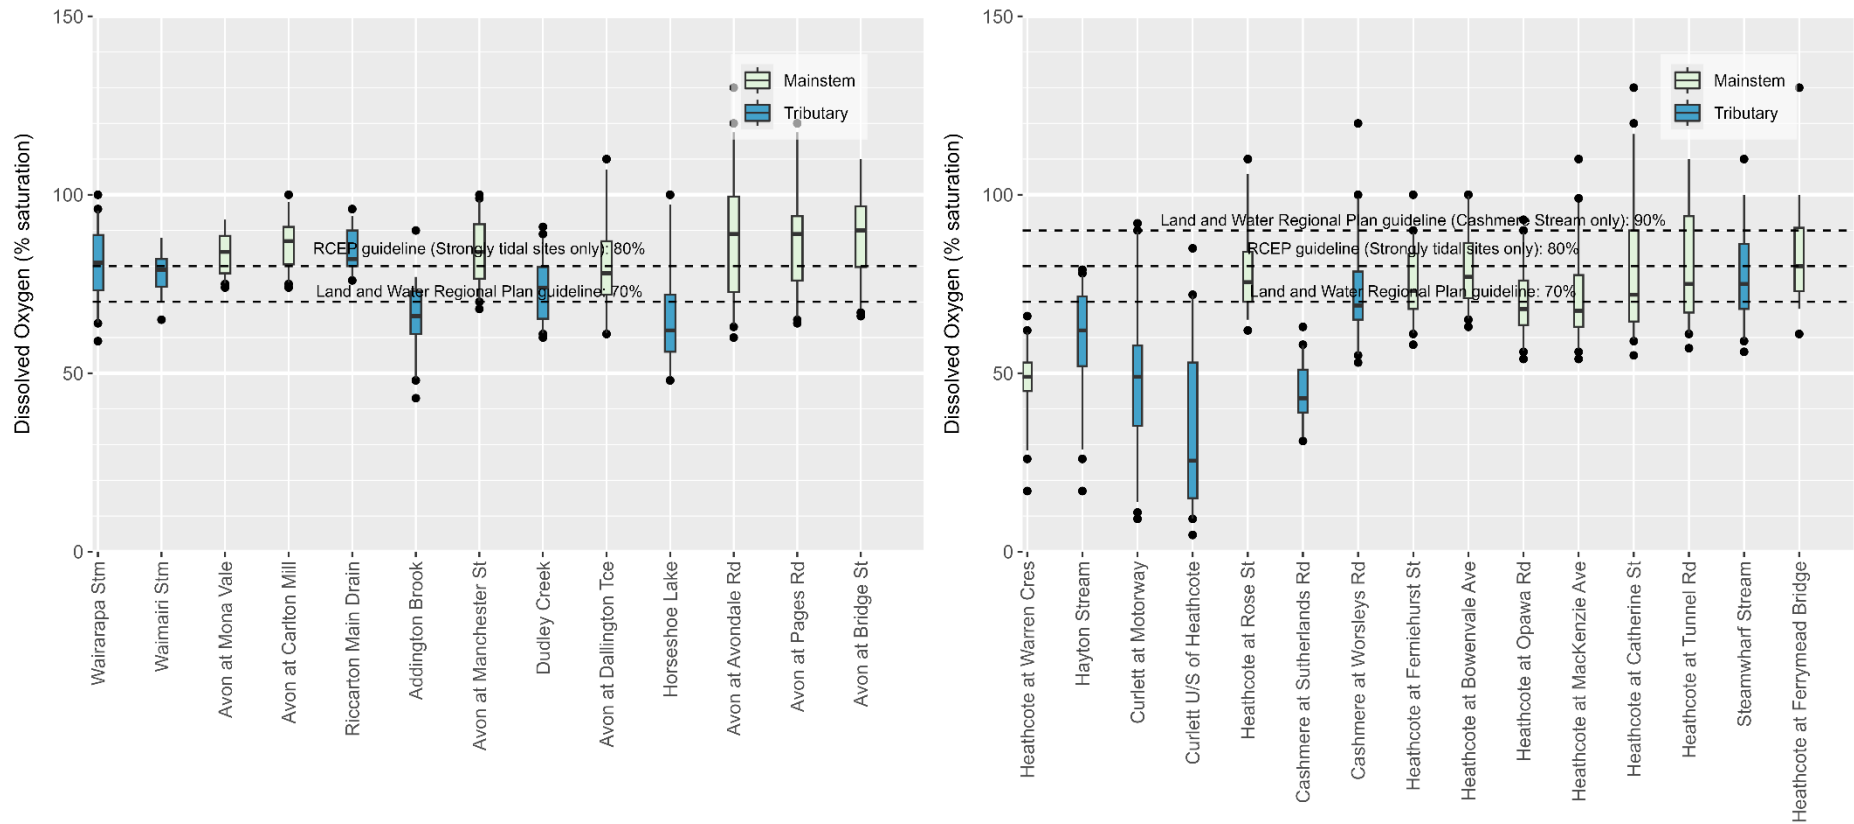 150
100
50
0
Dissolved Oxygen (% saturation)
Mainstem
Tributary
RCEP guideline (Strongly tidal sites only): 80%
Land and Water Regional Plan guideline: 70%
Wairarapa Stm
Waimairi Stm
Avon at Mona Vale
Avon at Carlton Mill
Riccarton Main Drain
Addington Brook
Avon at Manchester St
Dudley Creek
Avon at Dallington Tce
Horseshoe Lake
Avon at Avondale Rd
Avon at Pages Rd
Avon at Bridge St
150
100
50
0
Dissolved Oxygen (% saturation)
Mainstem
Tributary
Land and Water Regional Plan guideline (Cashmere Stream only): 90%
RCEP guideline (Strongly tidal sites only): 80%
Land and Water Regional Plan guideline: 70%
Heathcote at Warren Cres
Hayton Stream
Curlett at Motorway
Curlett U/S of Heathcote
Heathcote at Rose St
Cashmere at Sutherlands Rd
Cashmere at Worsleys Rd
Heathcote at Ferniehurst St
Heathcote at Bowenvale Ave
Heathcote at Opawa Rd
Heathcote at MacKenzie Ave
Heathcote at Catherine St
Heathcote at Tunnel Rd
Steamwharf Stream
Heathcote at Ferrymead Bridge